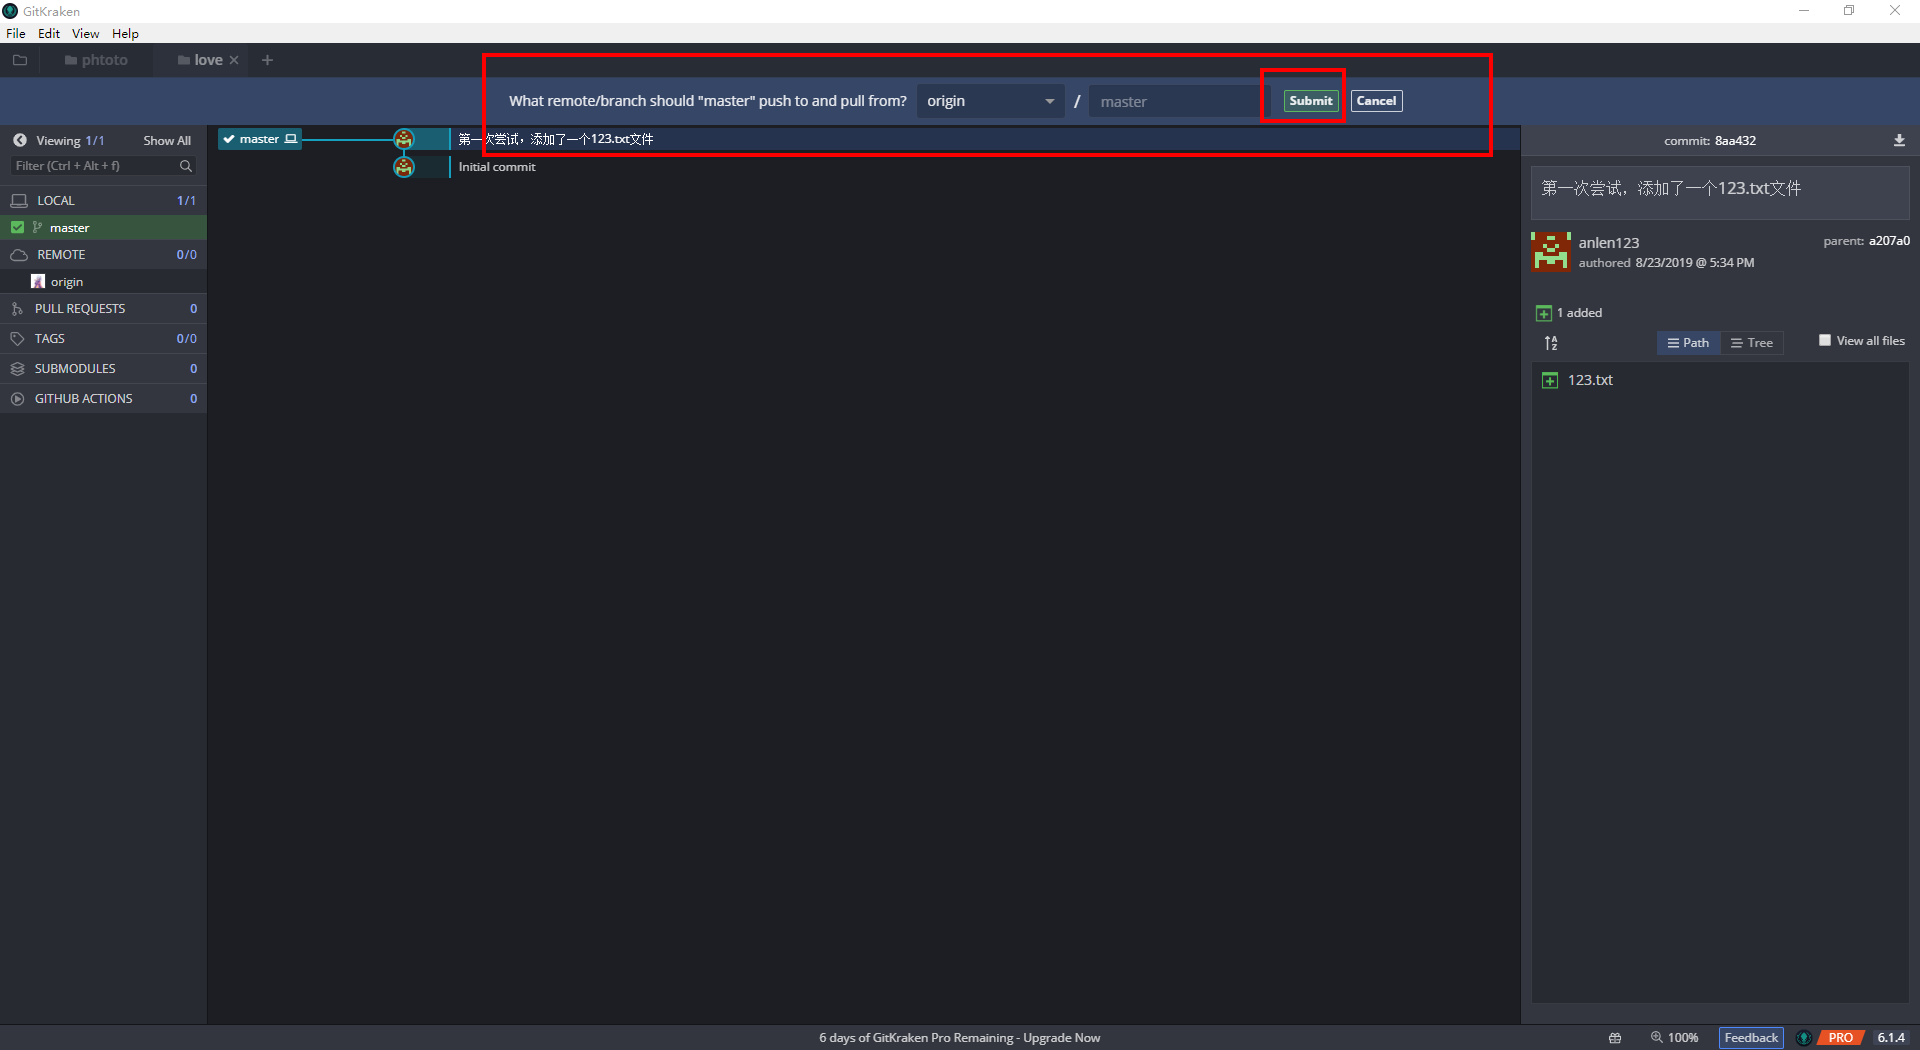 GitKraken
File Edit View Help
phtoto love
What remote/branch should "master" push to and pull from? origin / master Submit Cancel
Viewing 1/1 Show All
Filter (Ctrl + Alt + f)
LOCAL 1/1
master
REMOTE 0/0
origin
PULL REQUESTS 0
TAGS 0/0
SUBMODULES 0
GITHUB ACTIONS 0
master 第一次尝试，添加了一个123.txt文件
Initial commit
commit: 8aa432
第一次尝试，添加了一个123.txt文件
anlen123 parent: a207a0
authored 8/23/2019 @ 5:34 PM
1 added
Path Tree View all files
123.txt
6 days of GitKraken Pro Remaining - Upgrade Now 100% Feedback PRO 6.1.4